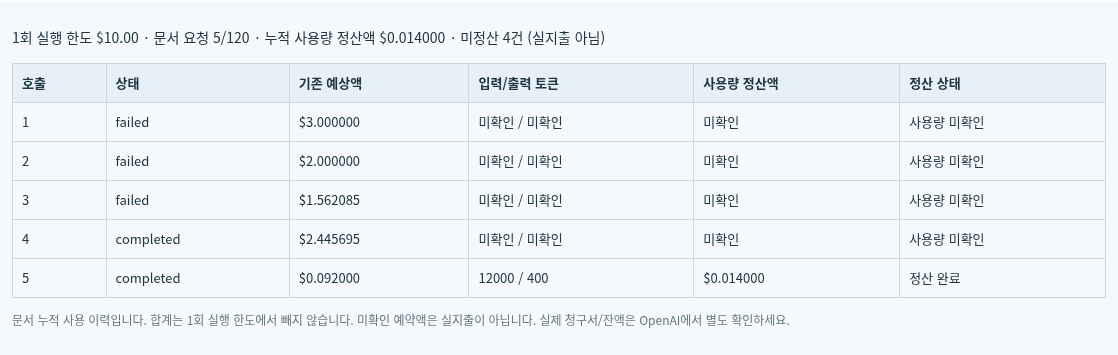 1회 실행 한도 $10.00 · 문서 요청 5/120 · 누적 사용량 정산액 $0.014000 · 미정산 4건 (실지출 아님)
호출 상태 기존 예상액 입력/출력 토큰 사용량 정산액 정산 상태
1 failed $3.000000 미확인 / 미확인 미확인 사용량 미확인
2 failed $2.000000 미확인 / 미확인 미확인 사용량 미확인
3 failed $1.562085 미확인 / 미확인 미확인 사용량 미확인
4 completed $2.445695 미확인 / 미확인 미확인 사용량 미확인
5 completed $0.092000 12000 / 400 $0.014000 정산 완료
문서 누적 사용 이력입니다. 합계는 1회 실행 한도에서 빼지 않습니다. 미확인 예약액은 실지출이 아닙니다. 실제 청구서/잔액은 OpenAI에서 별도 확인하세요.